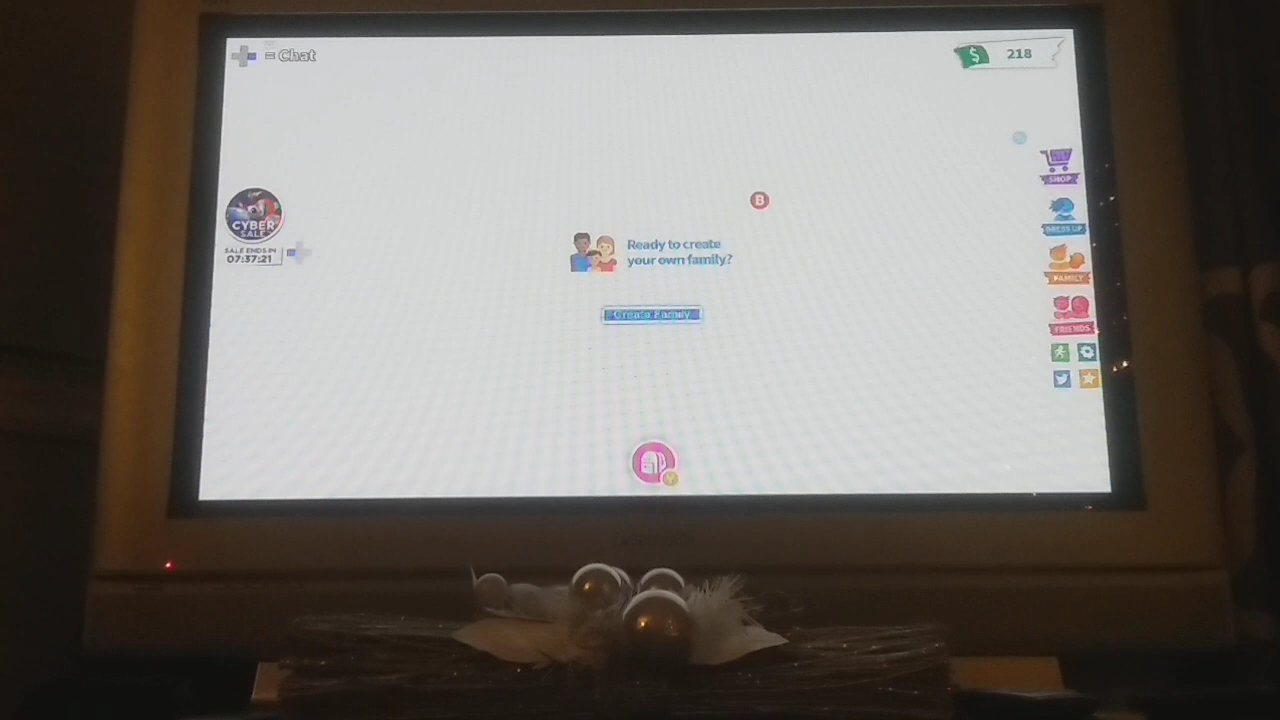 = Chat
$ 218
SHOP
B
CYBER
SALE
DRESS UP
Ready to create
your own family?
SALE ENDS IN
07:37:21
FAMILY
Create Family
FRIENDS
Y